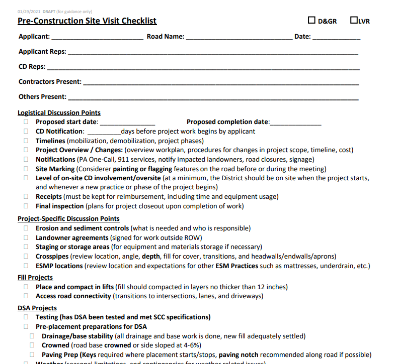 01/29/2021 DRAFT (for guidance only)
Pre-Construction Site Visit Checklist
☐ D&GR ☐ LVR
Applicant: ____________ Road Name: ____________ Date: ____________
Applicant Reps: ____________
CD Reps: ____________
Contractors Present: ____________
Others Present: ____________
Logistical Discussion Points
☐ Proposed start date: ____________ Proposed completion date: ____________
☐ CD Notification: ________days before project work begins by applicant
☐ Timelines (mobilization, demobilization, project phases)
☐ Project Overview / Changes: (overview workplan, procedures for changes in project scope, timeline, cost)
☐ Notifications (PA One-Call, 911 services, notify impacted landowners, road closures, signage)
☐ Site Marking (Considerer painting or flagging features on the road before or during the meeting)
☐ Level of on-site CD involvement/oversite (at a minimum, the District should be on site when the project starts,
and whenever a new practice or phase of the project begins)
☐ Receipts (must be kept for reimbursement, including time and equipment usage)
☐ Final inspection (plans for project closeout upon completion of work)
Project-Specific Discussion Points
☐ Erosion and sediment controls (what is needed and who is responsible)
☐ Landowner agreements (signed for work outside ROW)
☐ Staging or storage areas (for equipment and materials storage if necessary)
☐ Crosspipes (review location, angle, depth, fill for cover, transitions, and headwalls/endwalls/aprons)
☐ ESMP locations (review location and expectations for other ESM Practices such as mattresses, underdrain, etc.)
Fill Projects
☐ Place and compact in lifts (fill should compacted in layers no thicker than 12 inches)
☐ Access road connectivity (transitions to intersections, lanes, and driveways)
DSA Projects
☐ Testing (has DSA been tested and met SCC specifications)
☐ Pre-placement preparations for DSA
☐ Drainage/base stability (all drainage and base work is done, new fill adequately settled)
☐ Crowned (road base crowned or side sloped at 4-6%)
☐ Paving Prep (Keys required where placement starts/stops, paving notch recommended along road if possible)